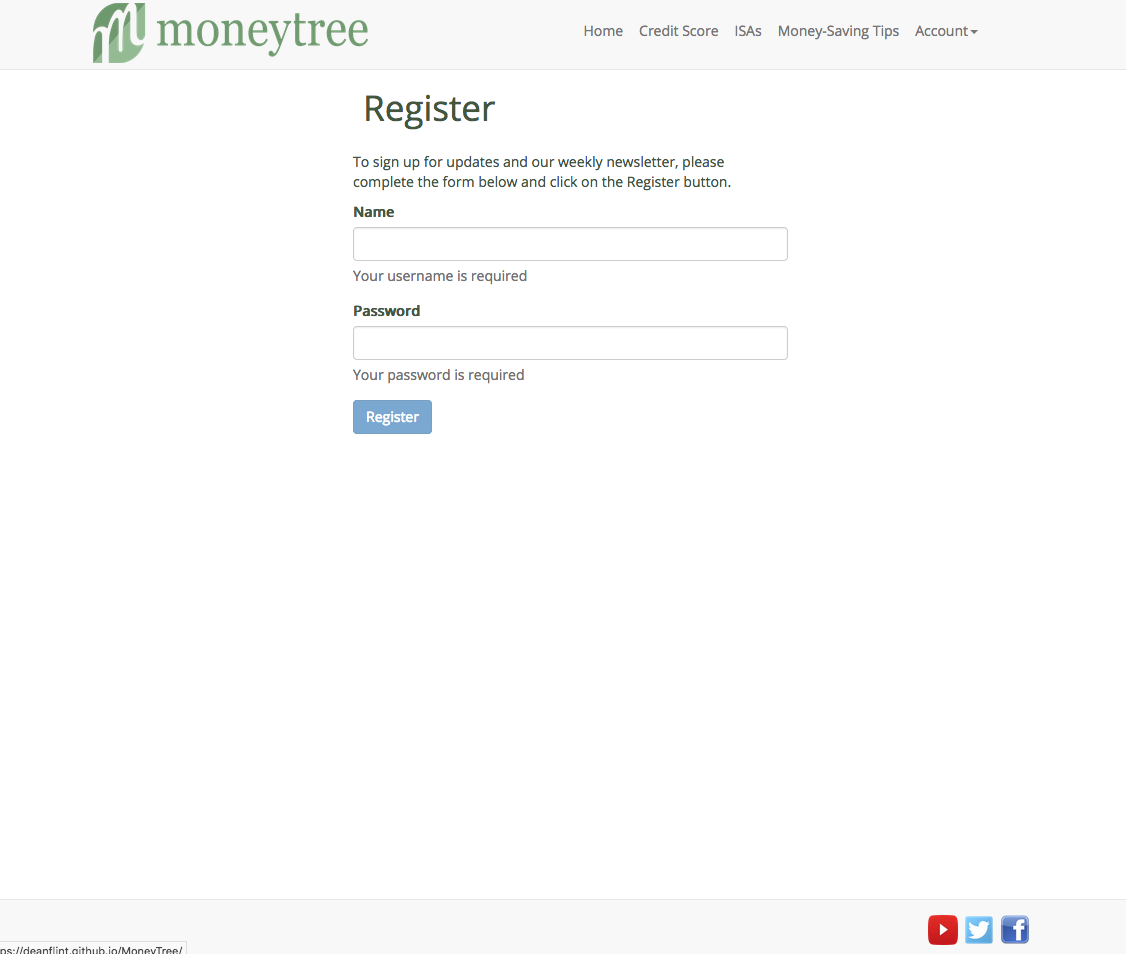 moneytree
Home Credit Score ISAs Money-Saving Tips Account
Register
To sign up for updates and our weekly newsletter, please
complete the form below and click on the Register button.
Name
Your username is required
Password
Your password is required
Register
ps://deanflint.github.io/MoneyTree/